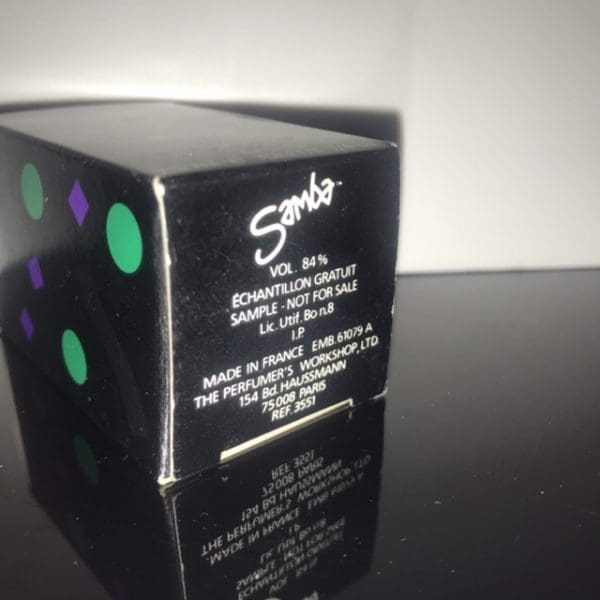 Samba™
VOL. 84%
ÉCHANTILLON GRATUIT
SAMPLE - NOT FOR SALE
Lic. Utif. Bo n.8
I.P
MADE IN FRANCE EMB.61079 A
THE PERFUMER'S WORKSHOP, LTD.
154 Bd. HAUSSMANN
75008 PARIS
REF. 3551